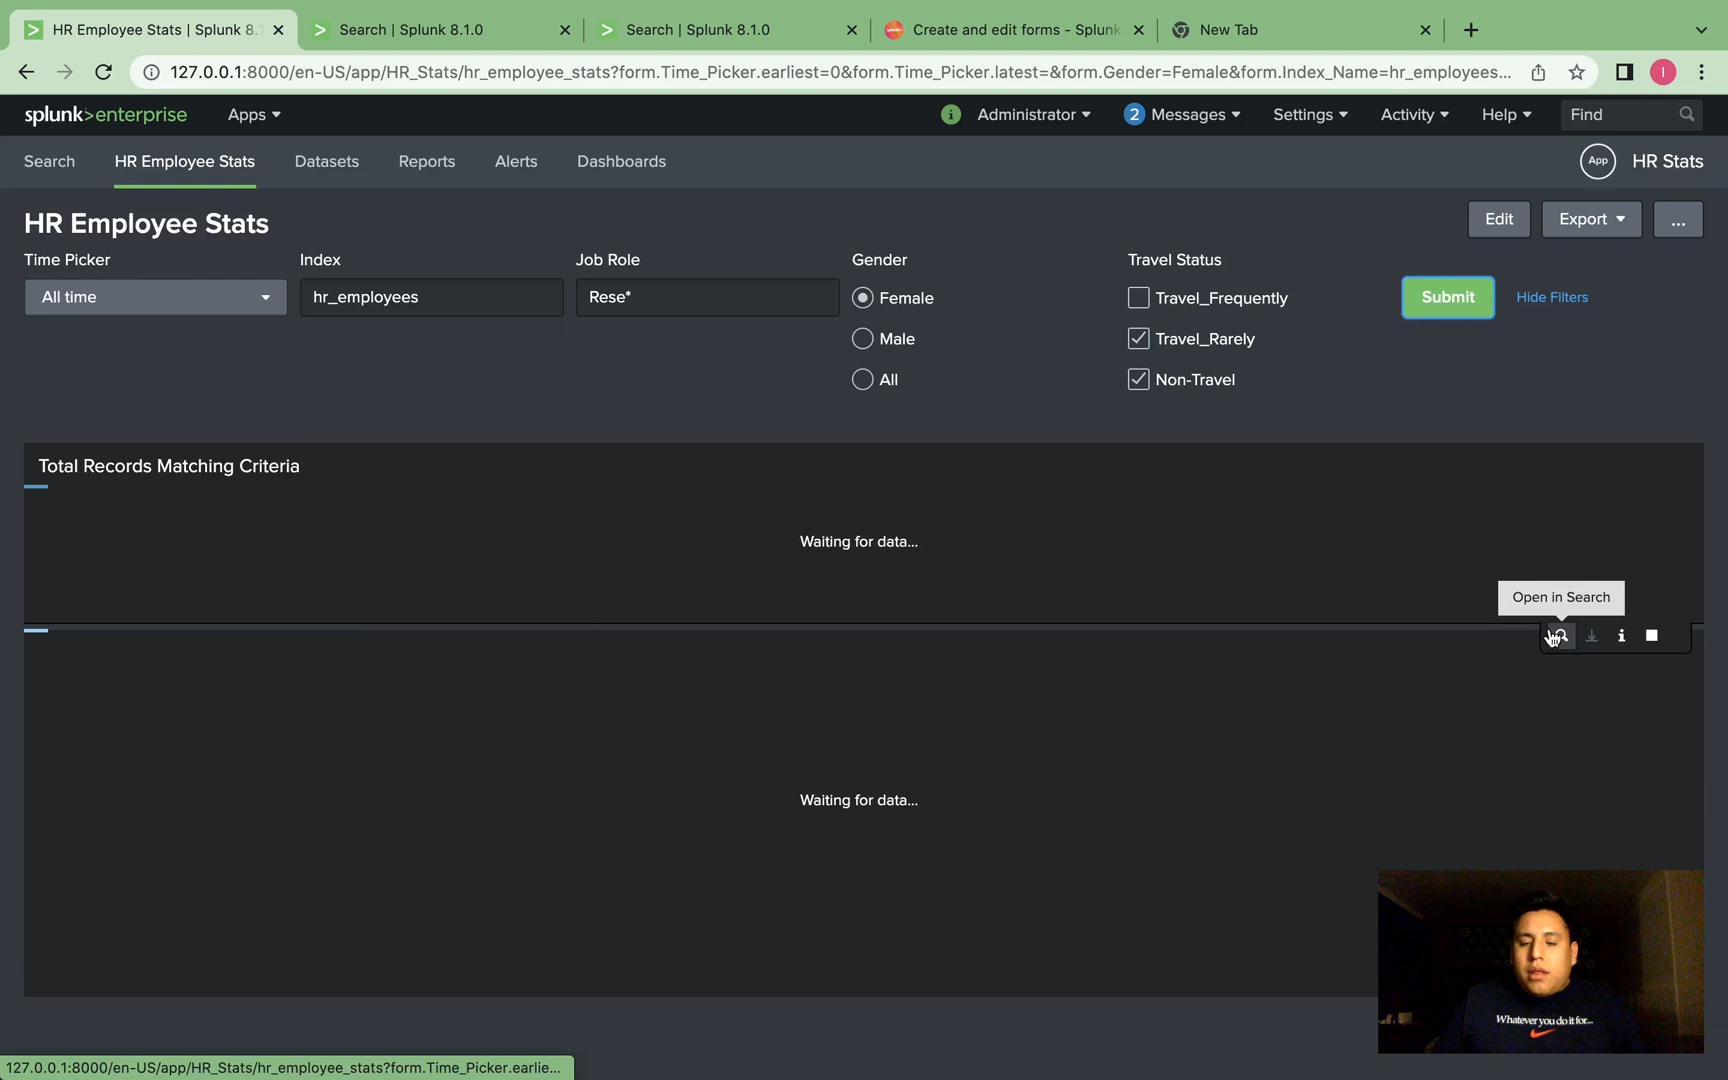 HR Employee Stats | Splunk 8.1
Search | Splunk 8.1.0
Search | Splunk 8.1.0
Create and edit forms - Splunk
New Tab
127.0.0.1:8000/en-US/app/HR_Stats/hr_employee_stats?form.Time_Picker.earliest=0&form.Time_Picker.latest=&form.Gender=Female&form.Index_Name=hr_employees...
I
splunk>enterprise
Apps
i
Administrator
2
Messages
Settings
Activity
Help
Find
Search
HR Employee Stats
Datasets
Reports
Alerts
Dashboards
App
HR Stats
HR Employee Stats
Edit
Export
...
Time Picker
Index
Job Role
Gender
Travel Status
All time
hr_employees
Rese*
Female
Male
All
Travel_Frequently
Travel_Rarely
Non-Travel
Submit
Hide Filters
Total Records Matching Criteria
Waiting for data...
Open in Search
i
Waiting for data...
Whatever you do it for...
127.0.0.1:8000/en-US/app/HR_Stats/hr_employee_stats?form.Time_Picker.earlie...